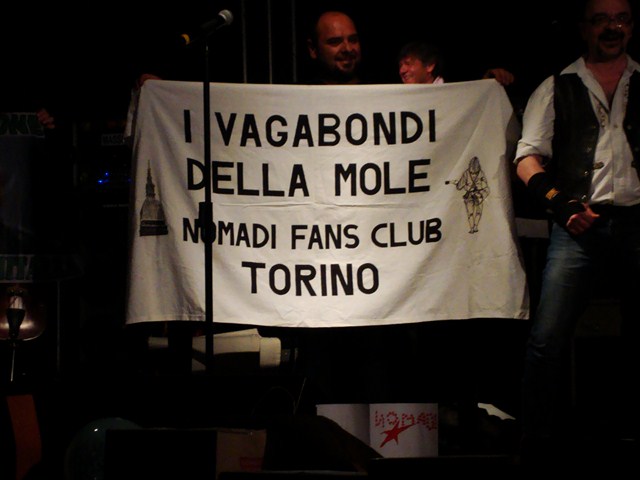 I VAGABONDI
DELLA MOLE
NOMADI FANS CLUB
TORINO
NOMADI